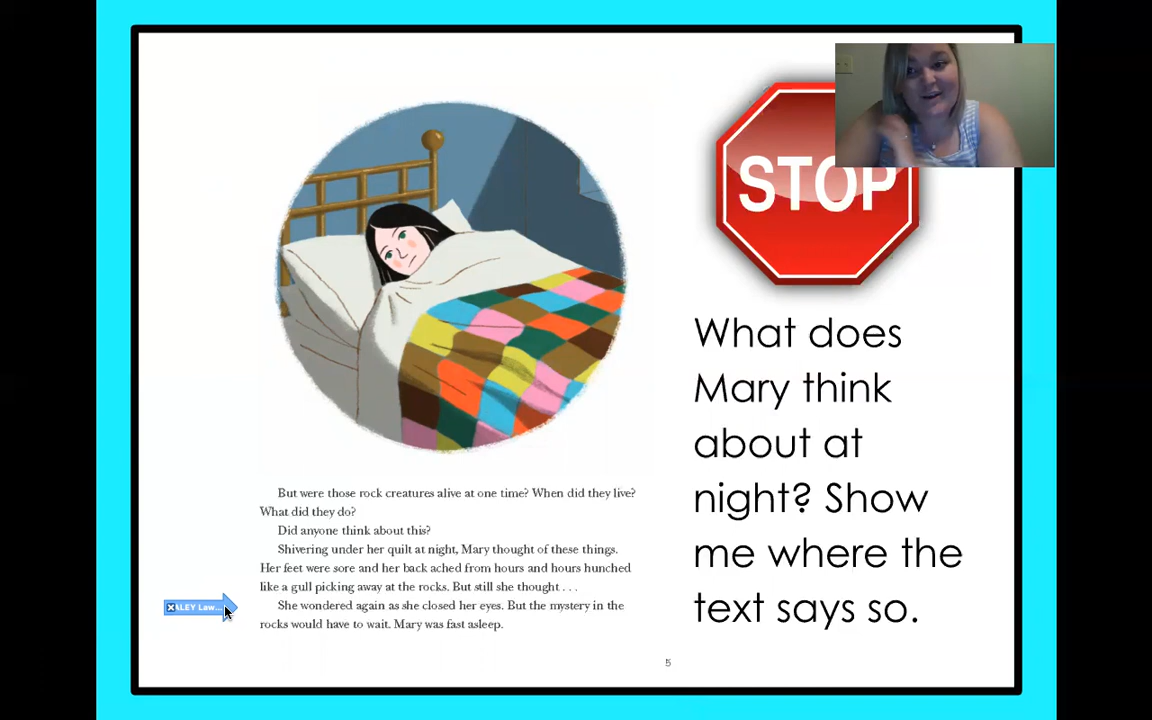 STOP
What does
Mary think
about at
night? Show
me where the
text says so.
But were those rock creatures alive at one time? When did they live?
What did they do?
Did anyone think about this?
Shivering under her quilt at night, Mary thought of these things.
Her feet were sore and her back ached from hours and hours hunched
like a gull picking away at the rocks. But still she thought . . .
She wondered again as she closed her eyes. But the mystery in the
rocks would have to wait. Mary was fast asleep.
5